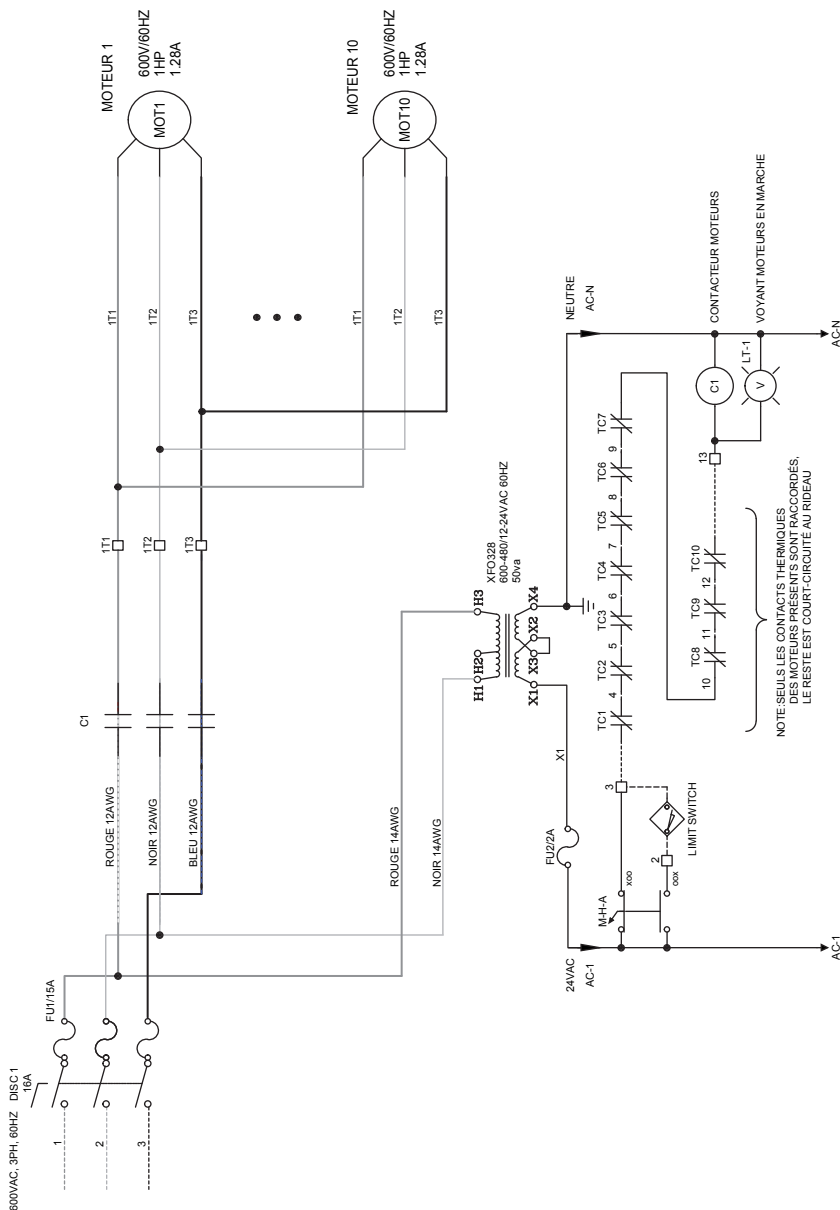 600VAC, 3PH, 60HZ
DISC 1
16A
1
2
3
FU1/15A
ROUGE 12AWG
NOIR 12AWG
BLEU 12AWG
C1
1T1
1T2
1T3
1T1
1T2
1T3
MOTEUR 1
600V/60HZ
1HP
1.28A
MOT1
1T1
1T2
1T3
MOTEUR 10
600V/60HZ
1HP
1.28A
MOT10
ROUGE 14AWG
NOIR 14AWG
H1
H2
H3
XFO328
600-480/12-24VAC 60HZ
50va
X1
X3
X2
X4
24VAC
AC-1
FU2/2A
X1
NEUTRE
AC-N
M-H-A
xoo
oox
2
3
LIMIT SWITCH
TC1
4
TC2
5
TC3
6
TC4
7
TC5
8
TC6
9
TC7
10
TC8
11
TC9
12
TC10
13
C1
CONTACTEUR MOTEURS
LT-1
V
VOYANT MOTEURS EN MARCHE
NOTE:SEULS LES CONTACTS THERMIQUES
DES MOTEURS PRÉSENTS SONT RACCORDÉS,
LE RESTE EST COURT-CIRCUITÉ AU RIDEAU
AC-1
AC-N